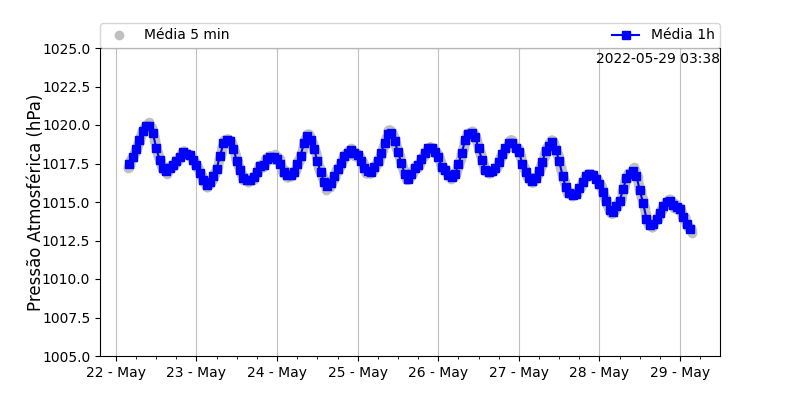 Média 5 min
Média 1h
2022-05-29 03:38
Pressão Atmosférica (hPa)
1025.0
1022.5
1020.0
1017.5
1015.0
1012.5
1010.0
1007.5
1005.0
22 - May
23 - May
24 - May
25 - May
26 - May
27 - May
28 - May
29 - May